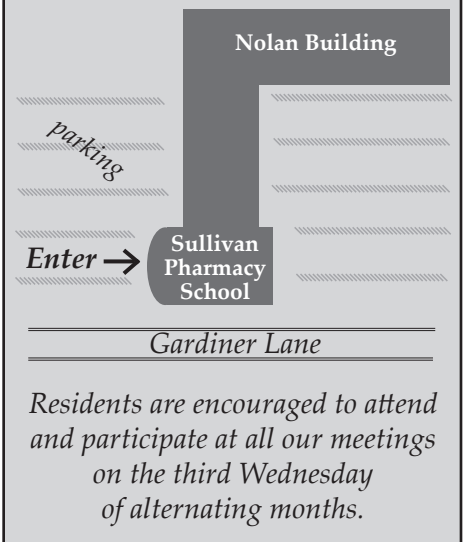 Nolan Building
parking
Enter
Sullivan
Pharmacy
School
Gardiner Lane
Residents are encouraged to attend
and participate at all our meetings
on the third Wednesday
of alternating months.